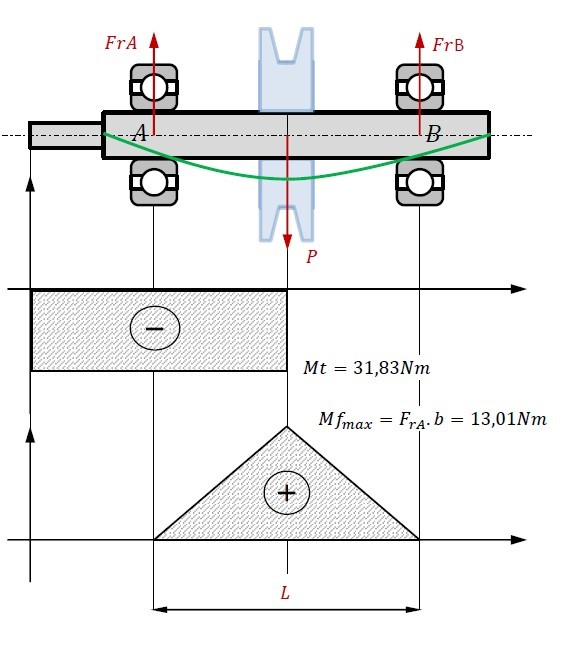 FrA
FrB
A
B
P
−
Mt = 31,83Nm
Mfmax = FrA. b = 13,01Nm
+
L